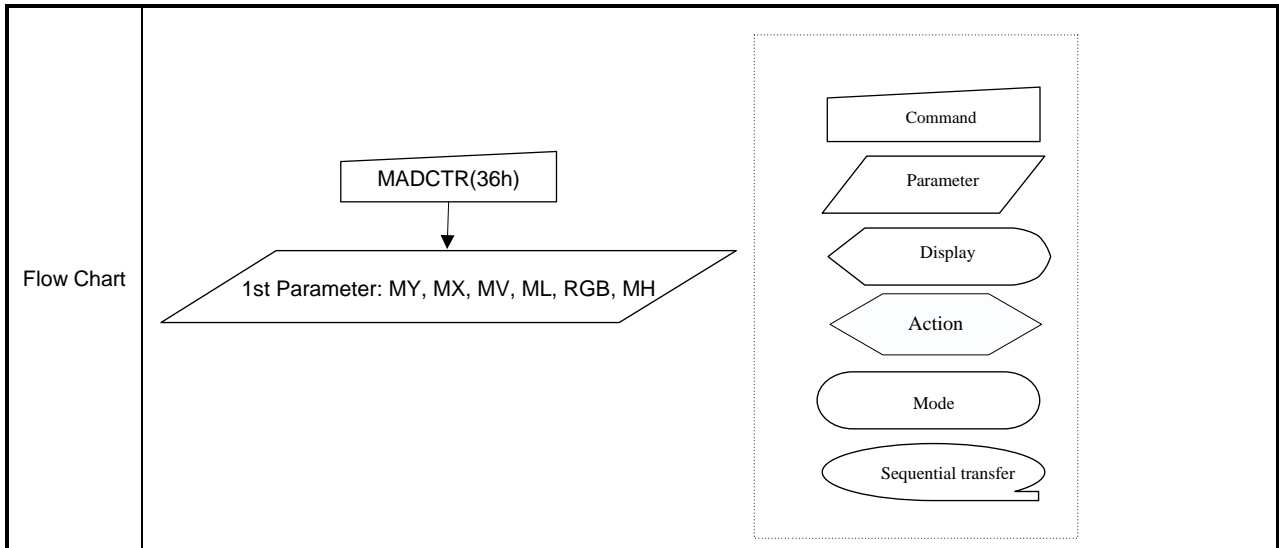 Flow Chart
MADCTR(36h)
1st Parameter: MY, MX, MV, ML, RGB, MH
Command
Parameter
Display
Action
Mode
Sequential transfer